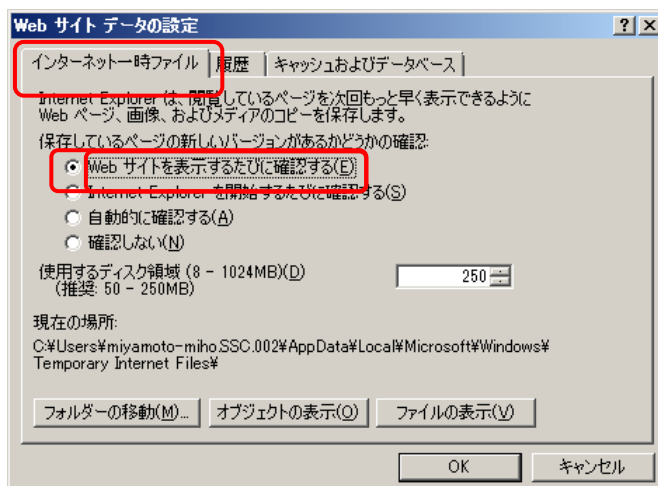 Web サイト データの設定
インターネット一時ファイル 履歴 キャッシュおよびデータベース
Internet Explorer は、閲覧しているページを次回もっと早く表示できるように
Web ページ、画像、およびメディアのコピーを保存します。
保存しているページの新しいバージョンがあるかどうかの確認:
Web サイトを表示するたびに確認する(E)
Internet Explorer を開始するたびに確認する(S)
自動的に確認する(A)
確認しない(N)
使用するディスク領域 (8 - 1024MB)(D) 250
(推奨: 50 - 250MB)
現在の場所:
C:¥Users¥miyamoto-miho.SSC.002¥AppData¥Local¥Microsoft¥Windows¥
Temporary Internet Files¥
フォルダーの移動(M)... オブジェクトの表示(O) ファイルの表示(V)
OK キャンセル